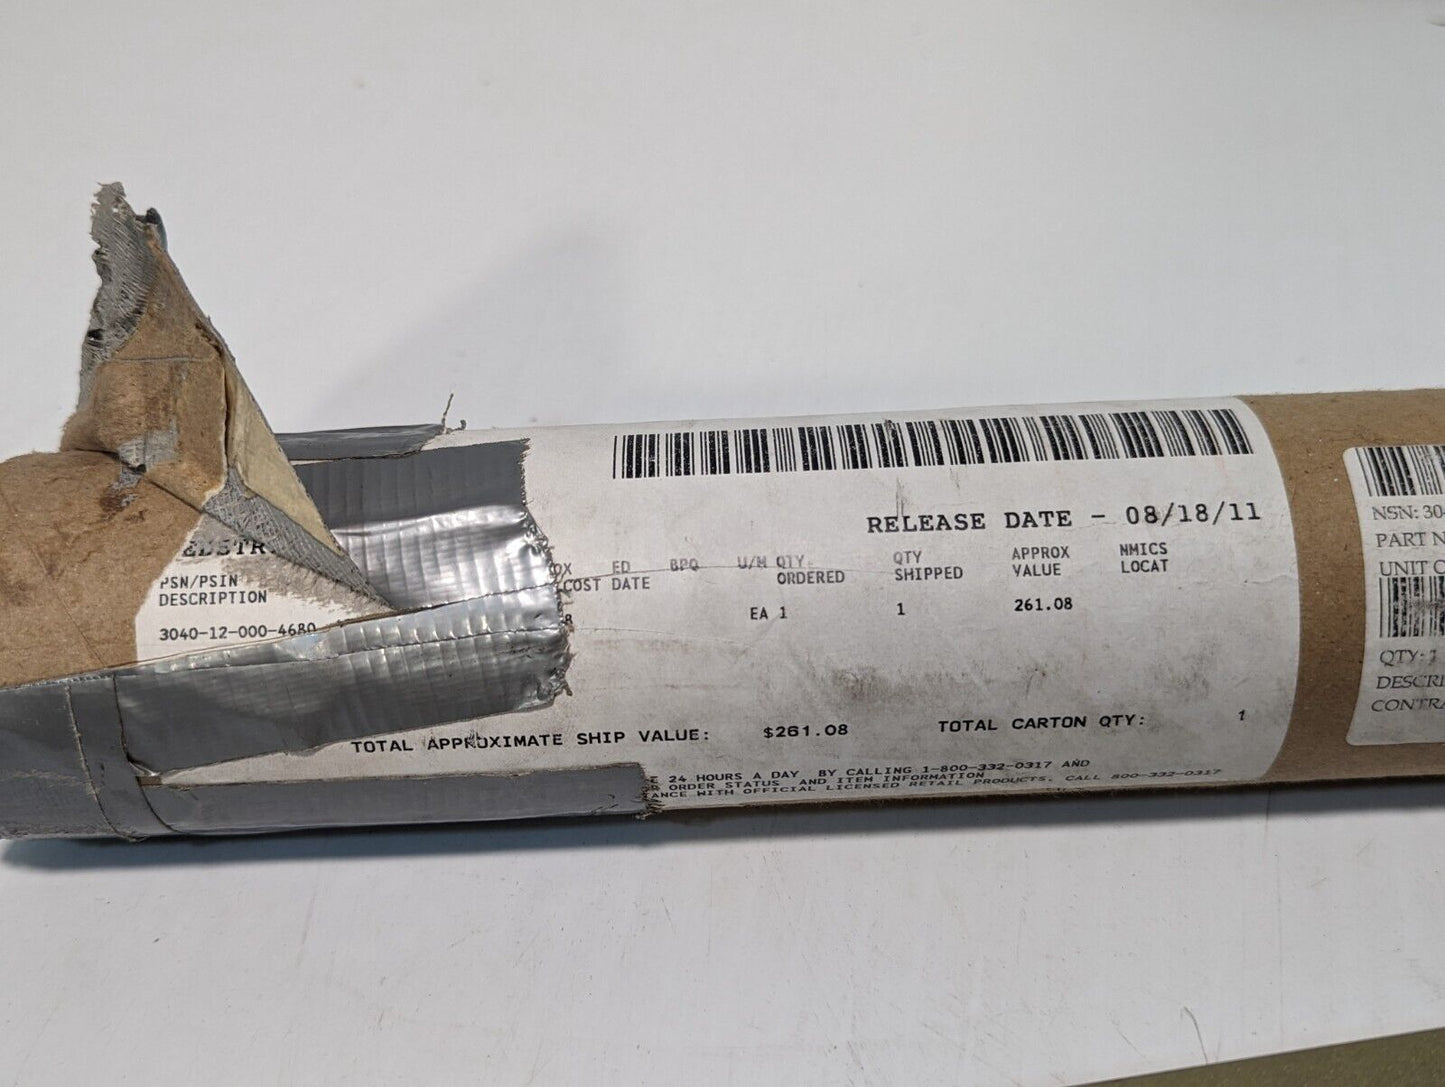 RELEASE DATE - 08/18/11
PSN/PSIN
DESCRIPTION
COST
ED
DATE
BPQ
U/M
QTY
ORDERED
QTY
SHIPPED
APPROX
VALUE
NMICS
LOCAT
3040-12-000-4680
EA 1 1 261.08
TOTAL APPROXIMATE SHIP VALUE: $261.08 TOTAL CARTON QTY: 1
24 HOURS A DAY BY CALLING 1-800-332-0317 AND
ORDER STATUS AND ITEM INFORMATION
WITH OFFICIAL LICENSED RETAIL PRODUCTS. CALL 800-332-0317
NSN: 30-
PART N
UNIT O
QTY: 1
DESCRI
CONTRA